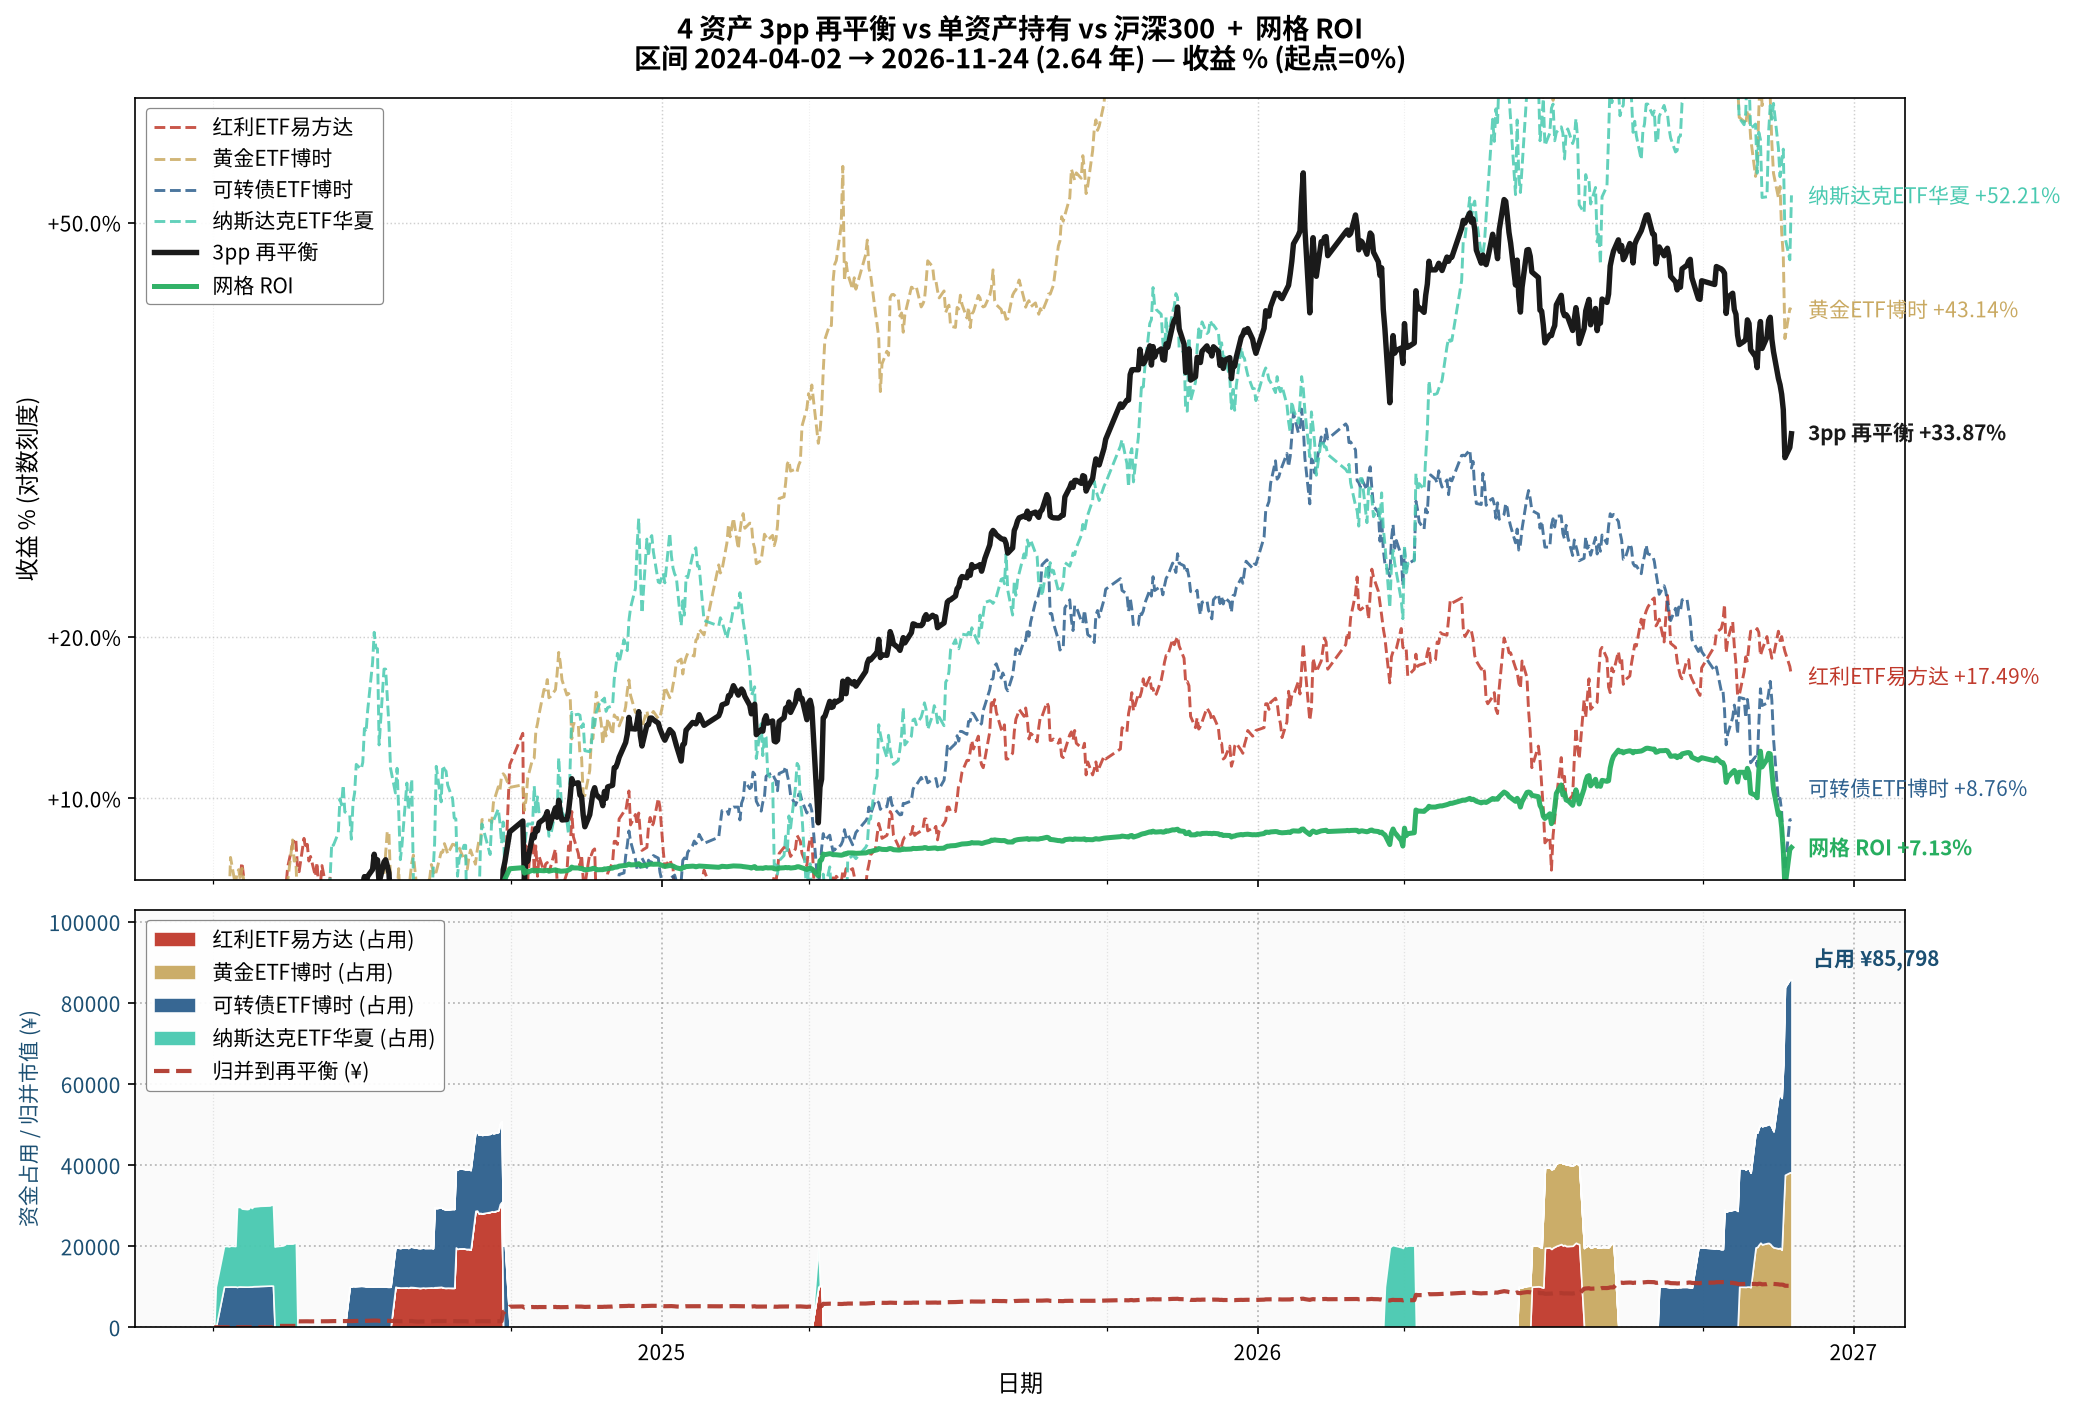 4 资产 3pp 再平衡 vs 单资产持有 vs 沪深300 + 网格 ROI
区间 2024-04-02 → 2026-11-24 (2.64 年) — 收益 % (起点=0%)
红利ETF易方达
黄金ETF博时
可转债ETF博时
纳斯达克ETF华夏
3pp 再平衡
网格 ROI
收益 % (对数刻度)
+50.0%
+20.0%
+10.0%
纳斯达克ETF华夏 +52.21%
黄金ETF博时 +43.14%
3pp 再平衡 +33.87%
红利ETF易方达 +17.49%
可转债ETF博时 +8.76%
网格 ROI +7.13%
红利ETF易方达 (占用)
黄金ETF博时 (占用)
可转债ETF博时 (占用)
纳斯达克ETF华夏 (占用)
归并到再平衡 (¥)
占用 ¥85,798
资金占用 / 归并市值 (¥)
100000
80000
60000
40000
20000
0
2025
2026
2027
日期